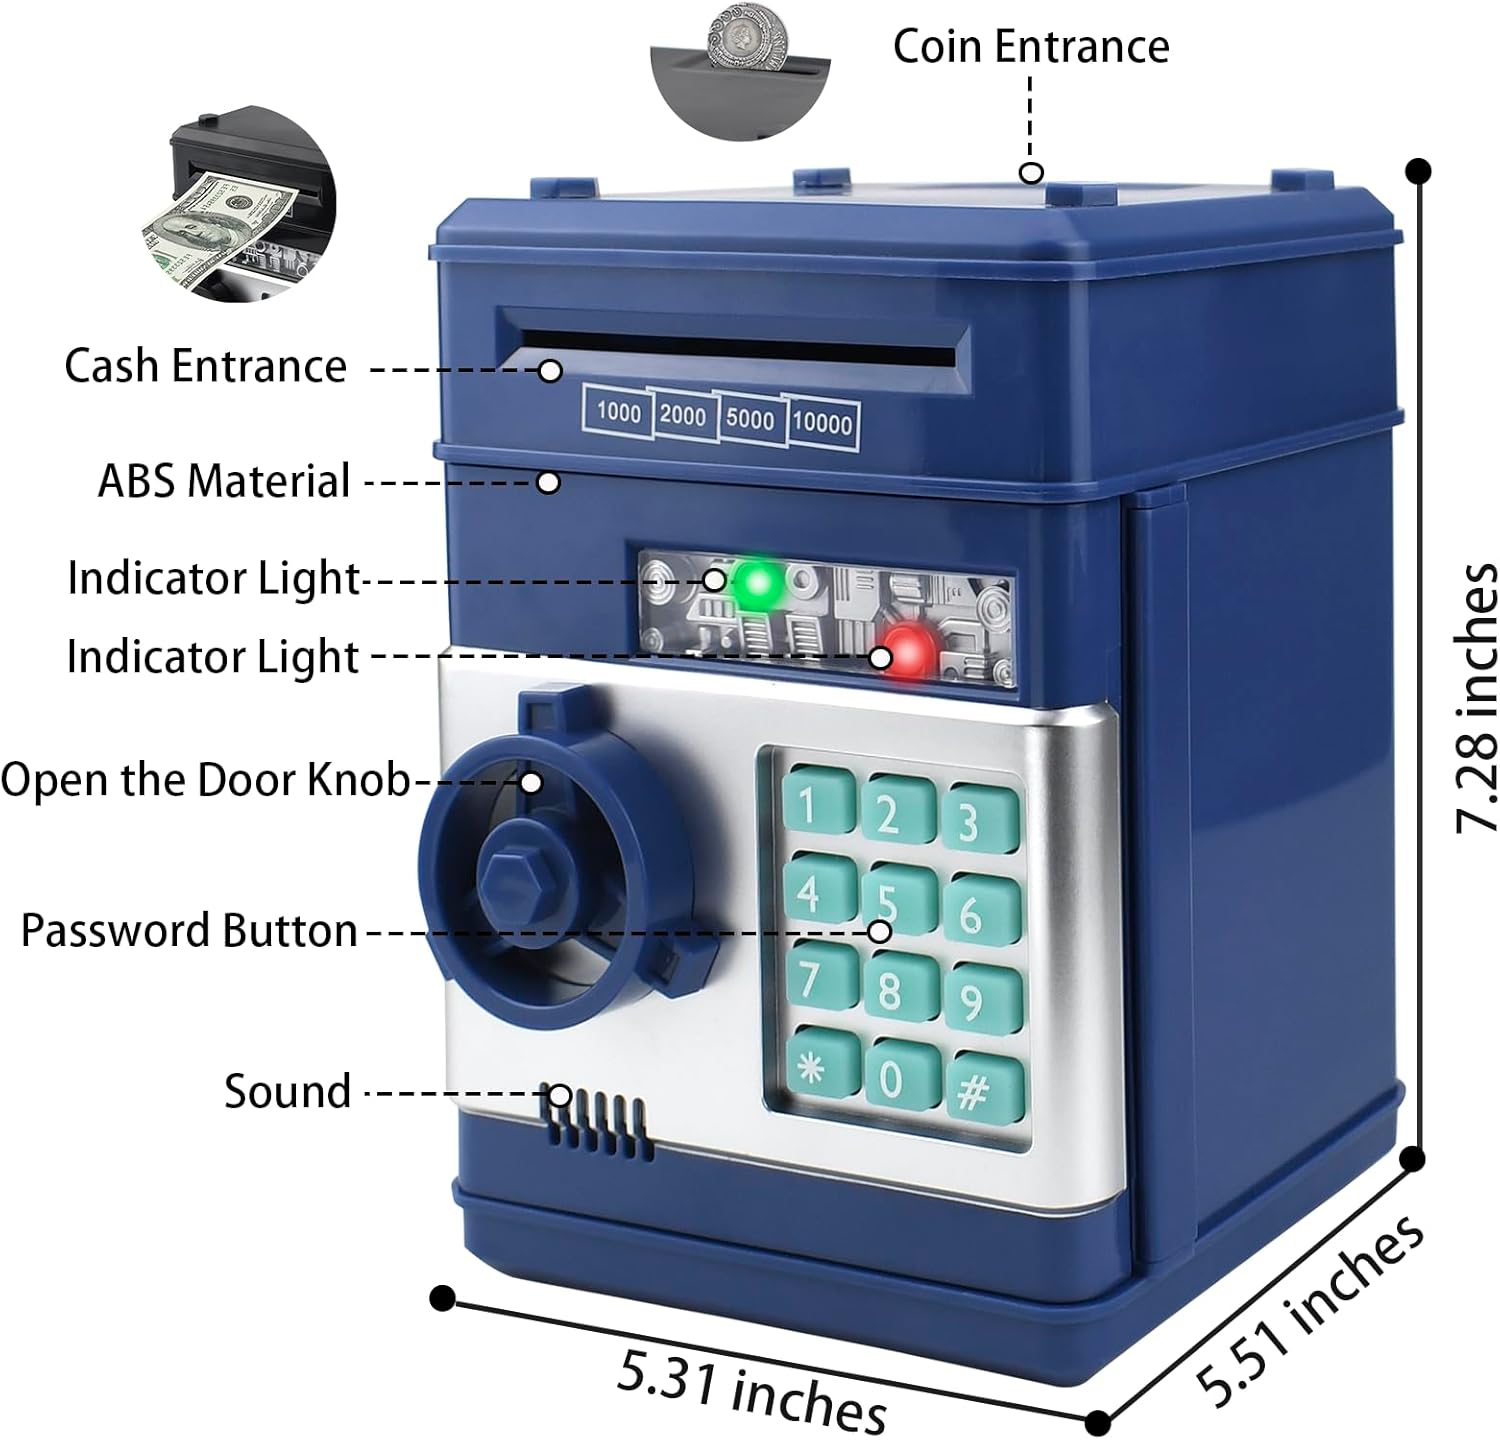 Coin Entrance
Cash Entrance
1000 2000 5000 10000
ABS Material
Indicator Light
Indicator Light
Open the Door Knob
1 2 3
4 5 6
7 8 9
* 0 #
Password Button
Sound
7.28 inches
5.31 inches
5.51 inches